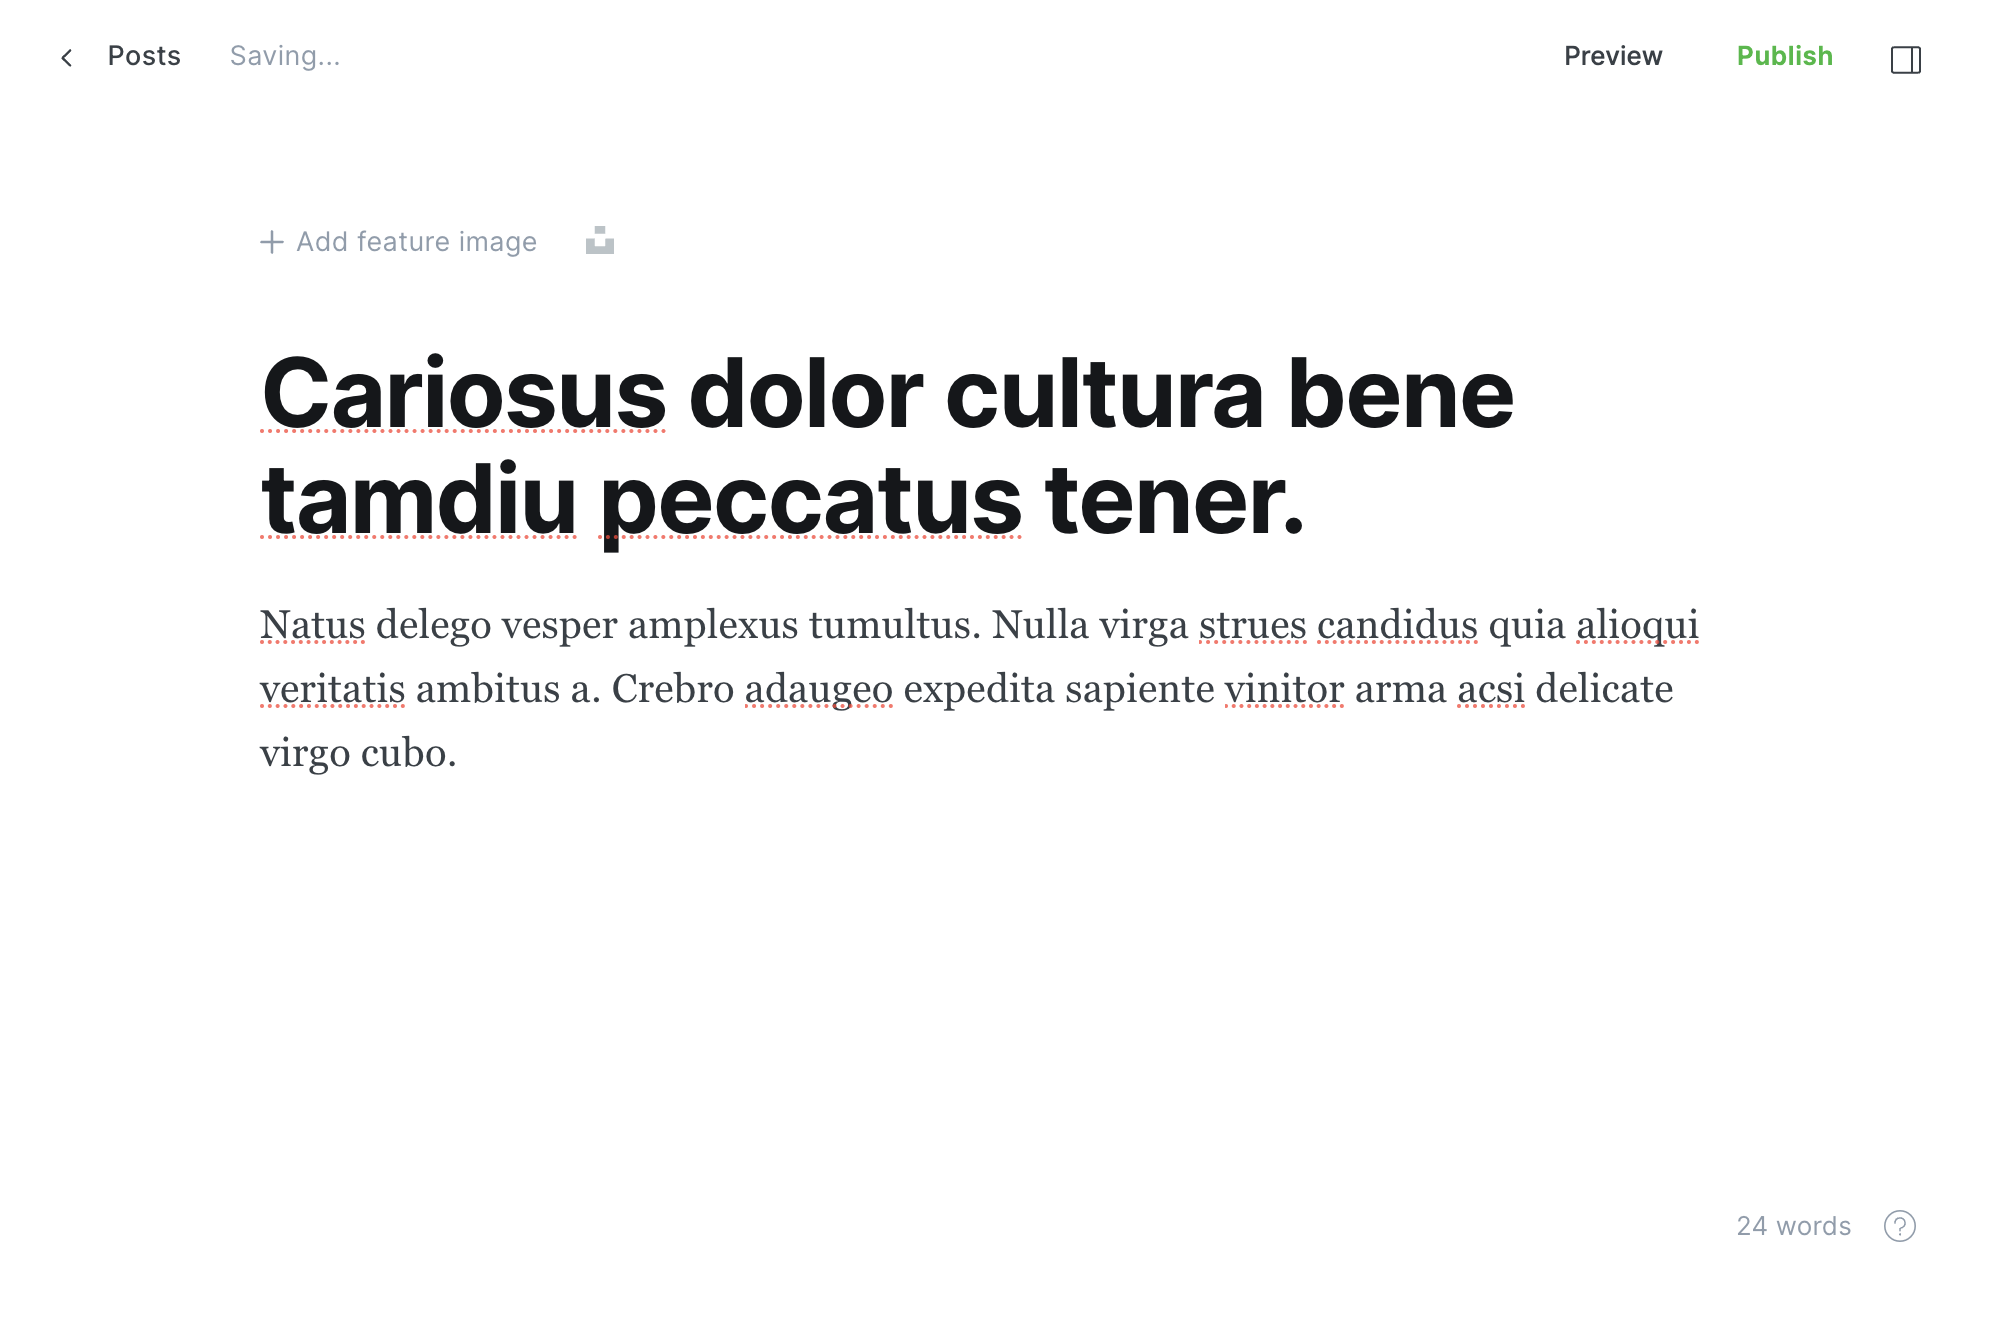 Posts Saving... Preview Publish
Add feature image
Cariosus dolor cultura bene
tamdiu peccatus tener.
Natus delego vesper amplexus tumultus. Nulla virga strues candidus quia alioqui
veritatis ambitus a. Crebro adaugeo expedita sapiente vinitor arma acsi delicate
virgo cubo.
24 words ?